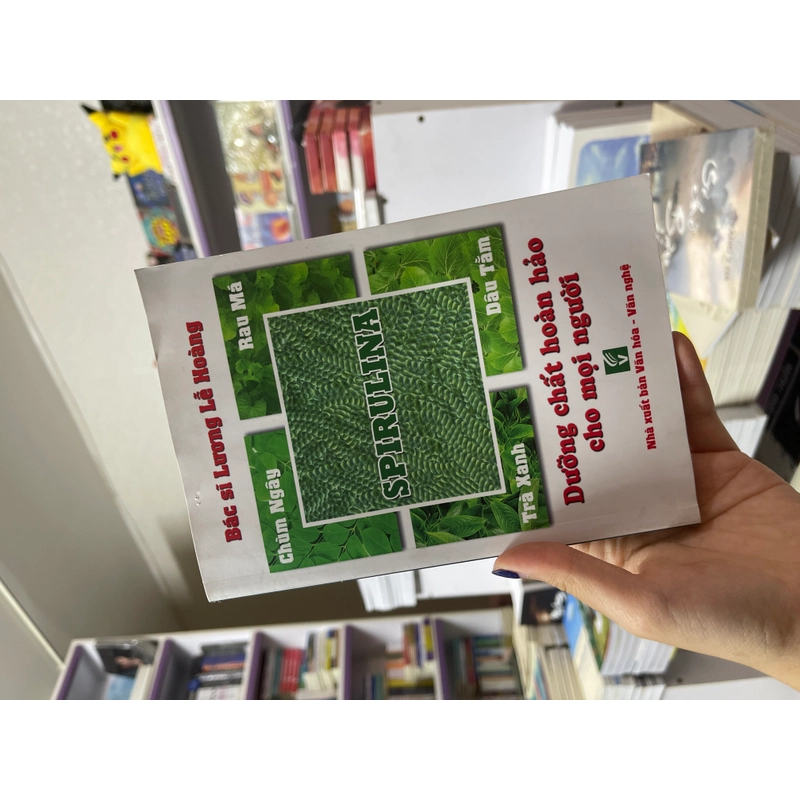 Bác sĩ Lương Lễ Hoàng
Chùm Ngây
Rau Má
SPIRULINA
Trà Xanh
Dâu Tằm
Dưỡng chất hoàn hảo
cho mọi người
V
Nhà xuất bản Văn hóa - Văn nghệ